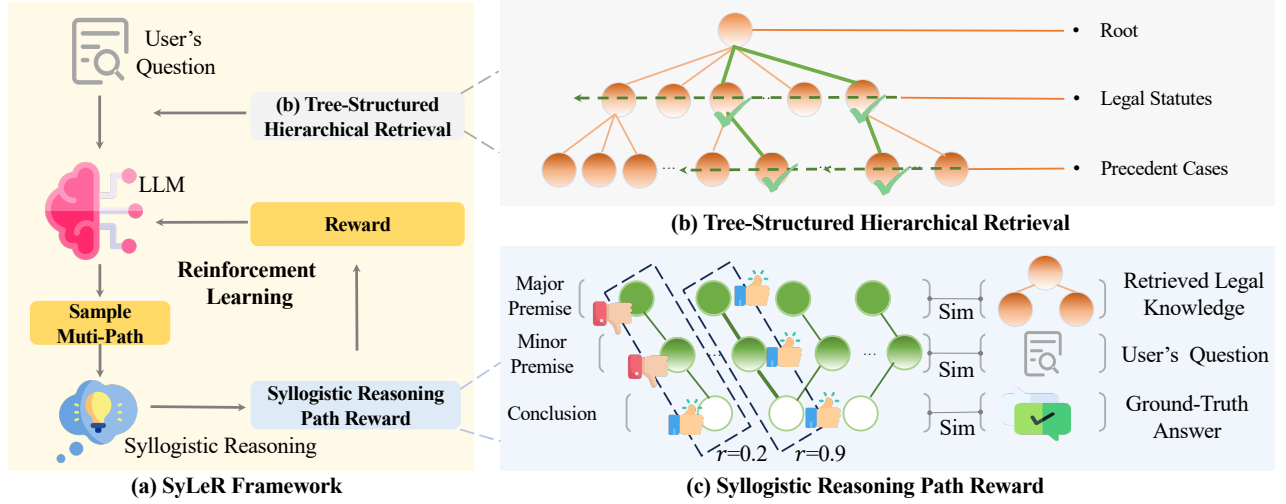 User's
Question
(b) Tree-Structured
Hierarchical Retrieval
LLM
Reward
Reinforcement
Learning
Sample
Muti-Path
Syllogistic Reasoning
Path Reward
Syllogistic Reasoning
(a) SyLeR Framework
Root
Legal Statutes
Precedent Cases
...
...
...
...
(b) Tree-Structured Hierarchical Retrieval
Major
Premise
Minor
Premise
Conclusion
...
...
r=0.2
r=0.9
Sim
Retrieved Legal
Knowledge
Sim
User's Question
Sim
Ground-Truth
Answer
(c) Syllogistic Reasoning Path Reward